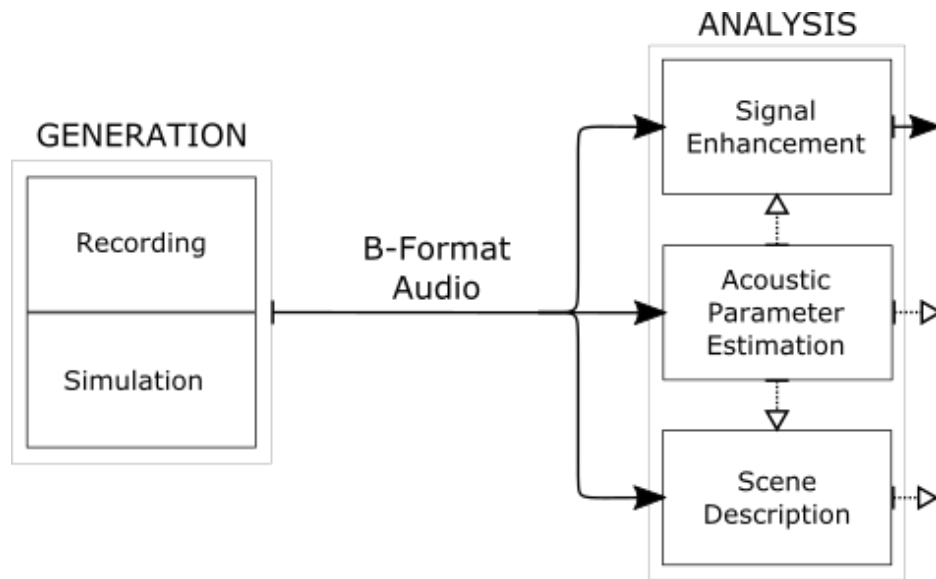 GENERATION
Recording
Simulation
B-Format
Audio
ANALYSIS
Signal
Enhancement
Acoustic
Parameter
Estimation
Scene
Description